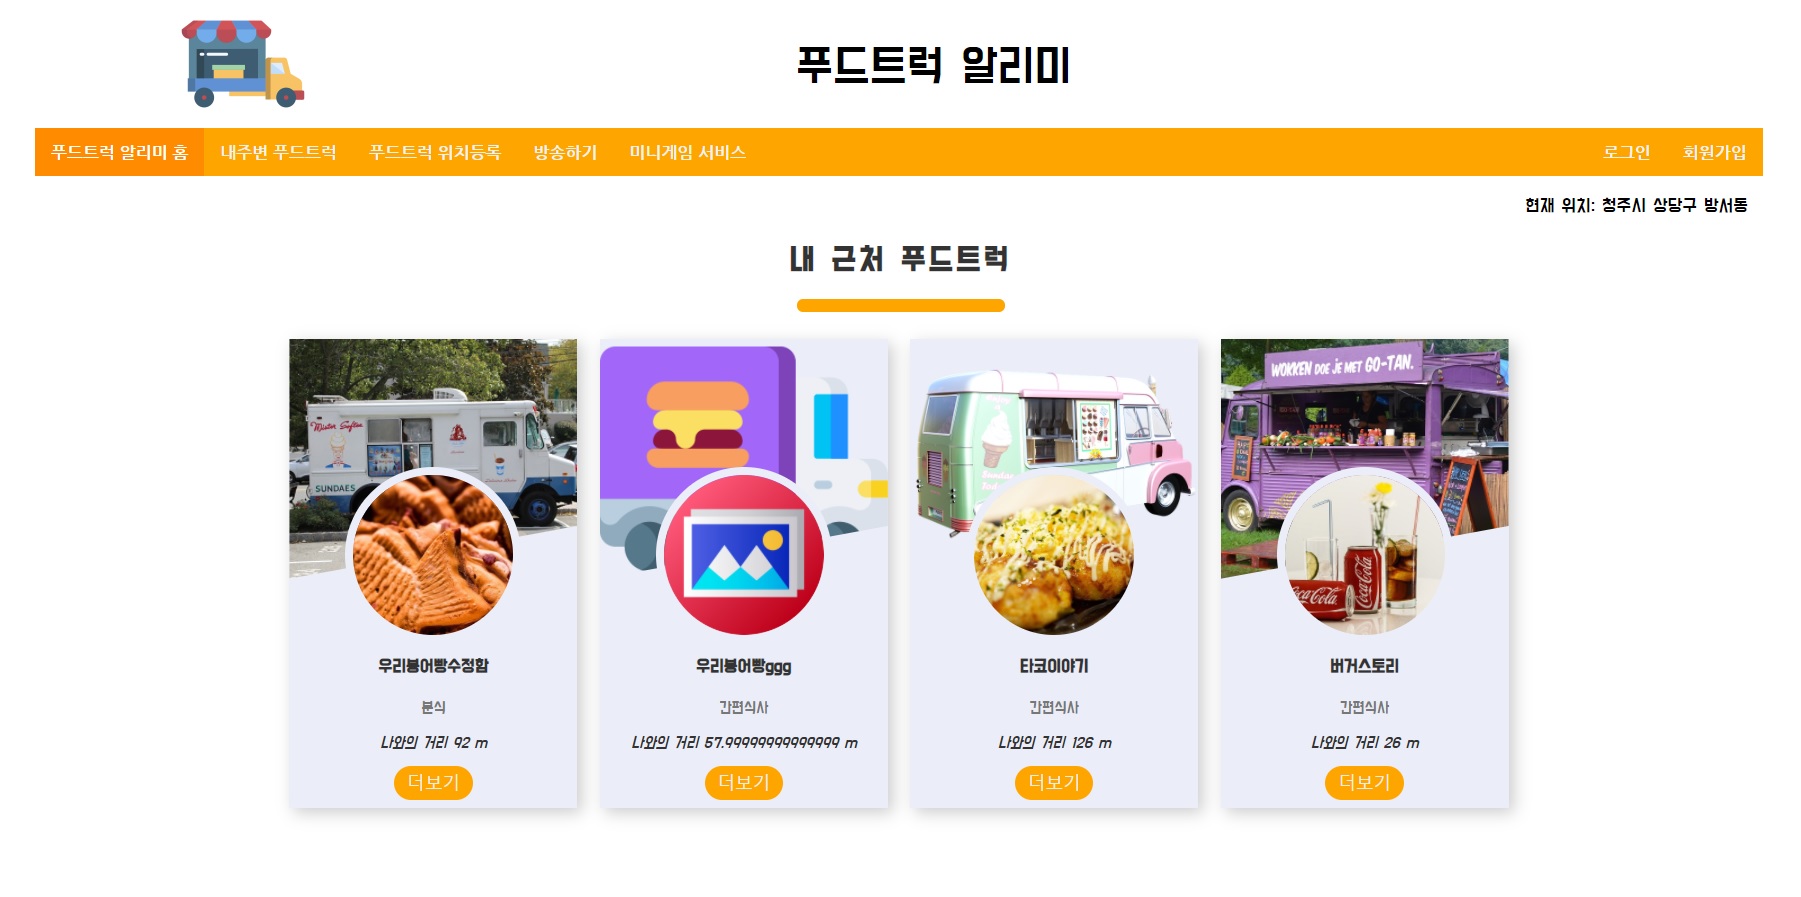 푸드트럭 알리미
푸드트럭 알리미 홈 내주변 푸드트럭 푸드트럭 위치등록 방송하기 미니게임 서비스 로그인 회원가입
현재 위치: 청주시 상당구 방서동
내 근처 푸드트럭
Mister Softee
SUNDAES
WOKKEN DOE JE MET GO-TAN.
Coca-Cola
Coca-Cola
우리붕어빵수정함
분식
나와의 거리 92 m
더보기
우리붕어빵ggg
간편식사
나와의 거리 57.99999999999999 m
더보기
타코이야기
간편식사
나와의 거리 126 m
더보기
버거스토리
간편식사
나와의 거리 26 m
더보기